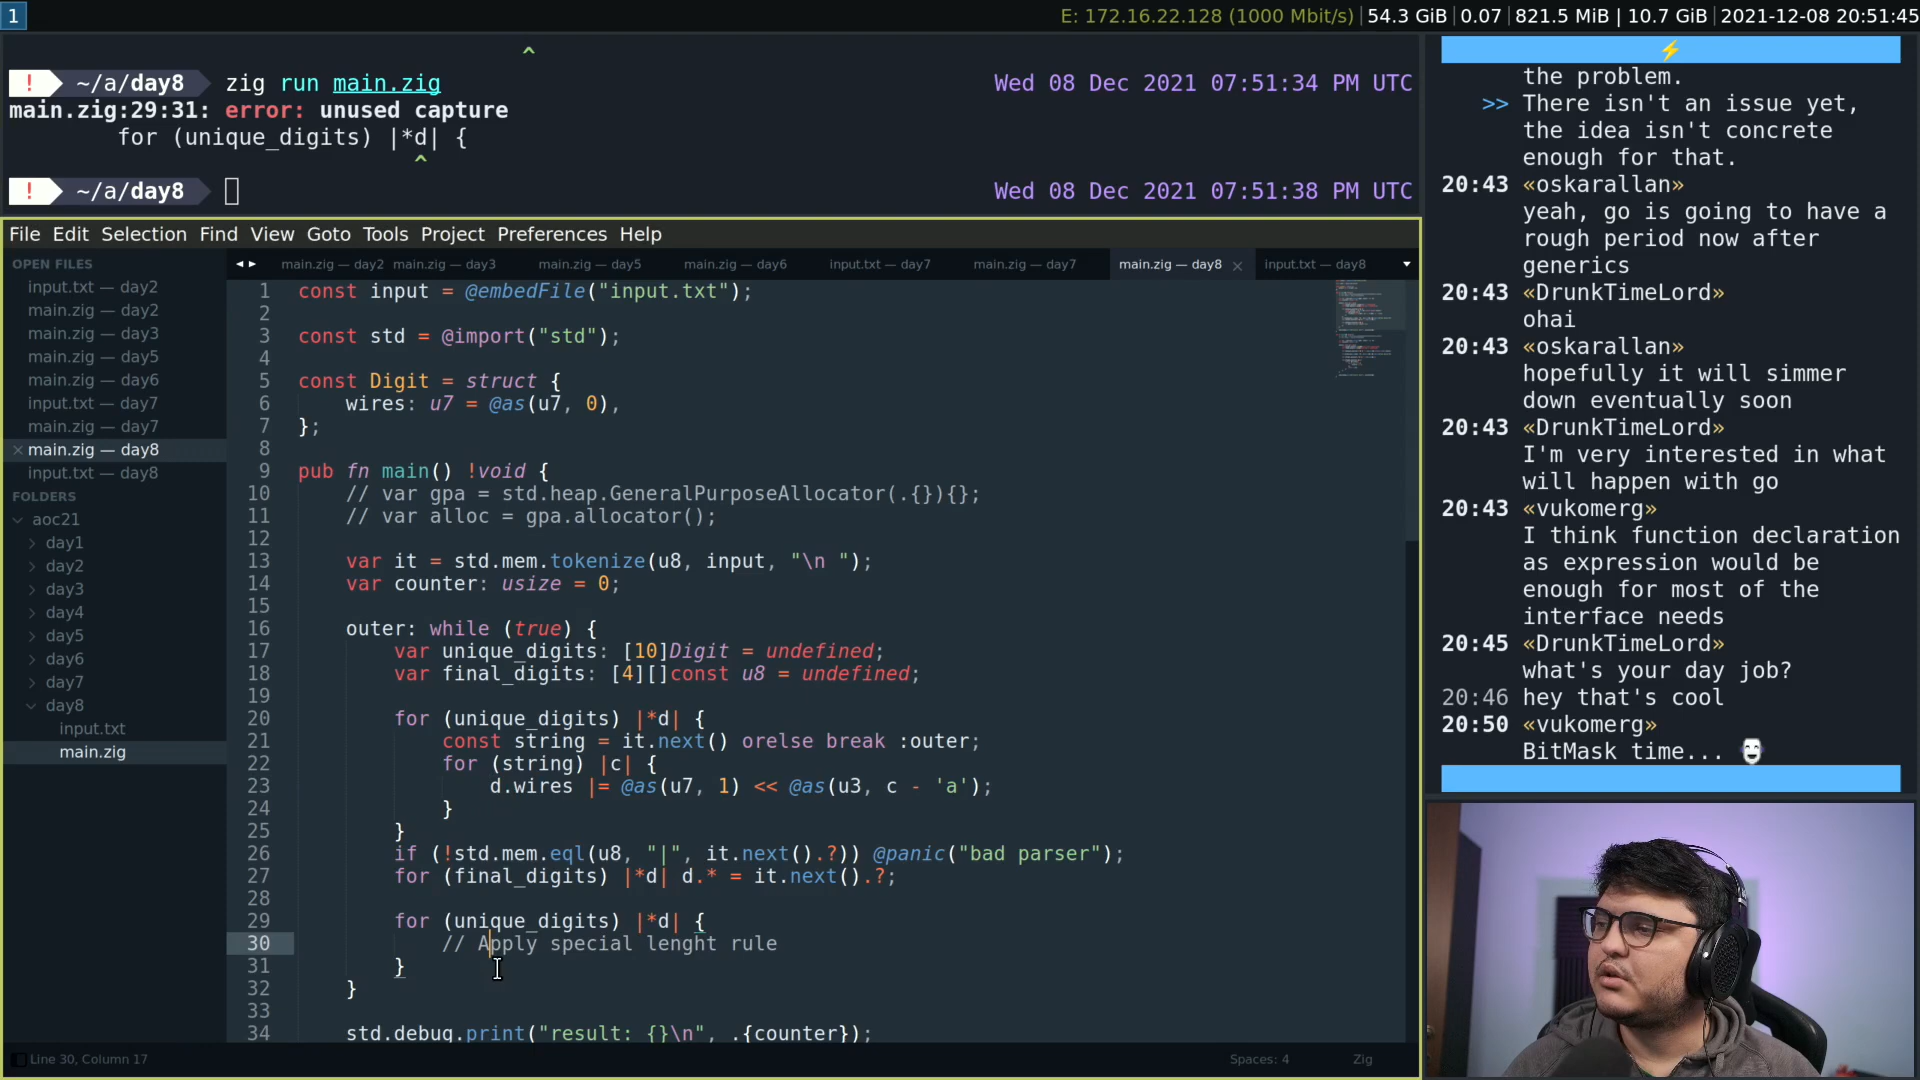 1
E: 172.16.22.128 (1000 Mbit/s) | 54.3 GiB | 0.07 | 821.5 MiB | 10.7 GiB | 2021-12-08 20:51:45
^
! ~/a/day8 zig run main.zig Wed 08 Dec 2021 07:51:34 PM UTC
main.zig:29:31: error: unused capture
for (unique_digits) |*d| {
^
! ~/a/day8 Wed 08 Dec 2021 07:51:38 PM UTC
File Edit Selection Find View Goto Tools Project Preferences Help
OPEN FILES
input.txt — day2
main.zig — day2
main.zig — day3
main.zig — day5
main.zig — day6
input.txt — day7
main.zig — day7
main.zig — day8
input.txt — day8
FOLDERS
aoc21
day1
day2
day3
day4
day5
day6
day7
day8
input.txt
main.zig
main.zig — day2 main.zig — day3 main.zig — day5 main.zig — day6 input.txt — day7 main.zig — day7 main.zig — day8 input.txt — day8
1 const input = @embedFile("input.txt");
2
3 const std = @import("std");
4
5 const Digit = struct {
6 wires: u7 = @as(u7, 0),
7 };
8
9 pub fn main() !void {
10 // var gpa = std.heap.GeneralPurposeAllocator(.{}){};
11 // var alloc = gpa.allocator();
12
13 var it = std.mem.tokenize(u8, input, "\n ");
14 var counter: usize = 0;
15
16 outer: while (true) {
17 var unique_digits: [10]Digit = undefined;
18 var final_digits: [4][]const u8 = undefined;
19
20 for (unique_digits) |*d| {
21 const string = it.next() orelse break :outer;
22 for (string) |c| {
23 d.wires |= @as(u7, 1) << @as(u3, c - 'a');
24 }
25 }
26 if (!std.mem.eql(u8, "|", it.next().?)) @panic("bad parser");
27 for (final_digits) |*d| d.* = it.next().?;
28
29 for (unique_digits) |*d| {
30 // Apply special lenght rule
31 }
32 }
33
34 std.debug.print("result: {}\n", .{counter});
Line 30, Column 17 Spaces: 4 Zig
⚡
the problem.
>> There isn't an issue yet,
the idea isn't concrete
enough for that.
20:43 «oskarallan»
yeah, go is going to have a
rough period now after
generics
20:43 «DrunkTimeLord»
ohai
20:43 «oskarallan»
hopefully it will simmer
down eventually soon
20:43 «DrunkTimeLord»
I'm very interested in what
will happen with go
20:43 «vukomerg»
I think function declaration
as expression would be
enough for most of the
interface needs
20:45 «DrunkTimeLord»
what's your day job?
20:46 hey that's cool
20:50 «vukomerg»
BitMask time...